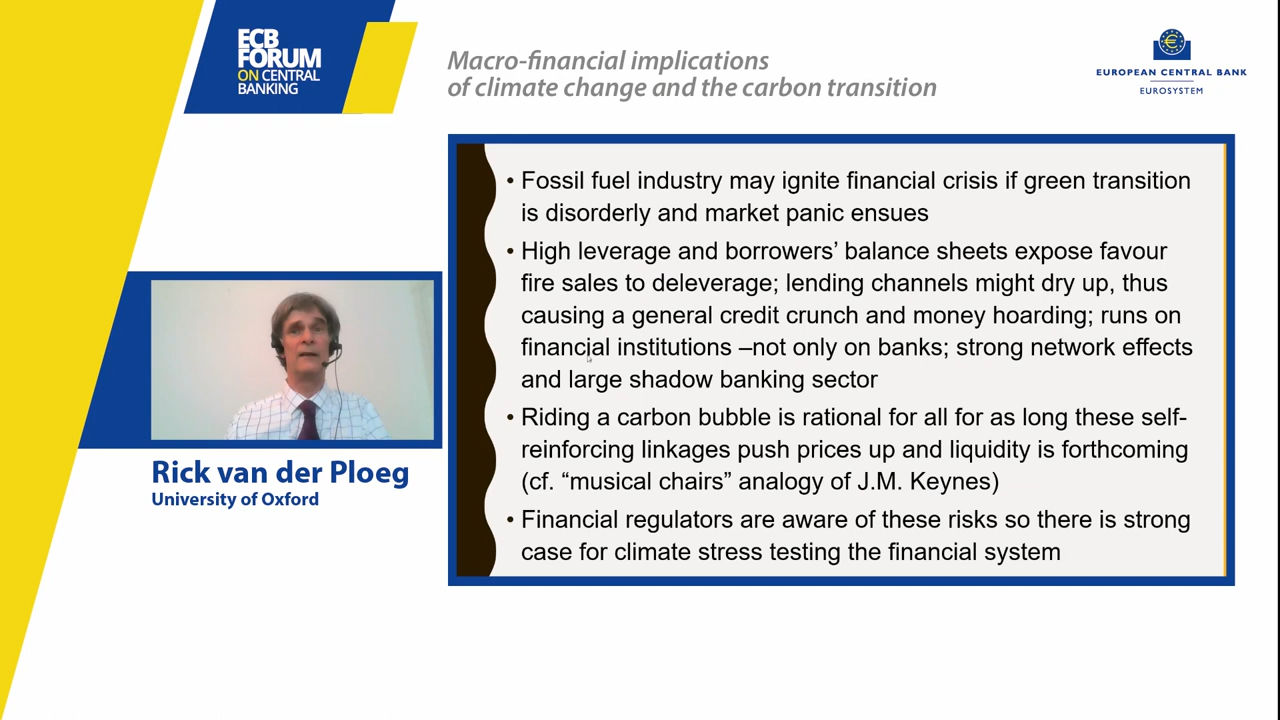 ECB
FORUM
ON CENTRAL
BANKING
Macro-financial implications
of climate change and the carbon transition
EUROPEAN CENTRAL BANK
EUROSYSTEM
• Fossil fuel industry may ignite financial crisis if green transition
is disorderly and market panic ensues
• High leverage and borrowers’ balance sheets expose favour
fire sales to deleverage; lending channels might dry up, thus
causing a general credit crunch and money hoarding; runs on
financial institutions –not only on banks; strong network effects
and large shadow banking sector
• Riding a carbon bubble is rational for all for as long these self-
reinforcing linkages push prices up and liquidity is forthcoming
(cf. “musical chairs” analogy of J.M. Keynes)
• Financial regulators are aware of these risks so there is strong
case for climate stress testing the financial system
Rick van der Ploeg
University of Oxford